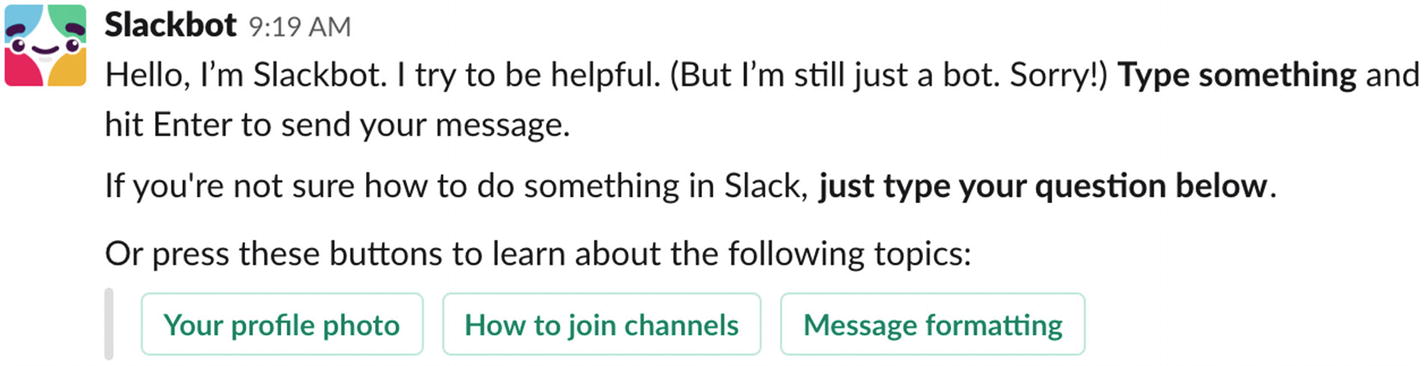 Slackbot 9:19 AM
Hello, I’m Slackbot. I try to be helpful. (But I’m still just a bot. Sorry!) Type something and
hit Enter to send your message.
If you're not sure how to do something in Slack, just type your question below.
Or press these buttons to learn about the following topics:
Your profile photo How to join channels Message formatting